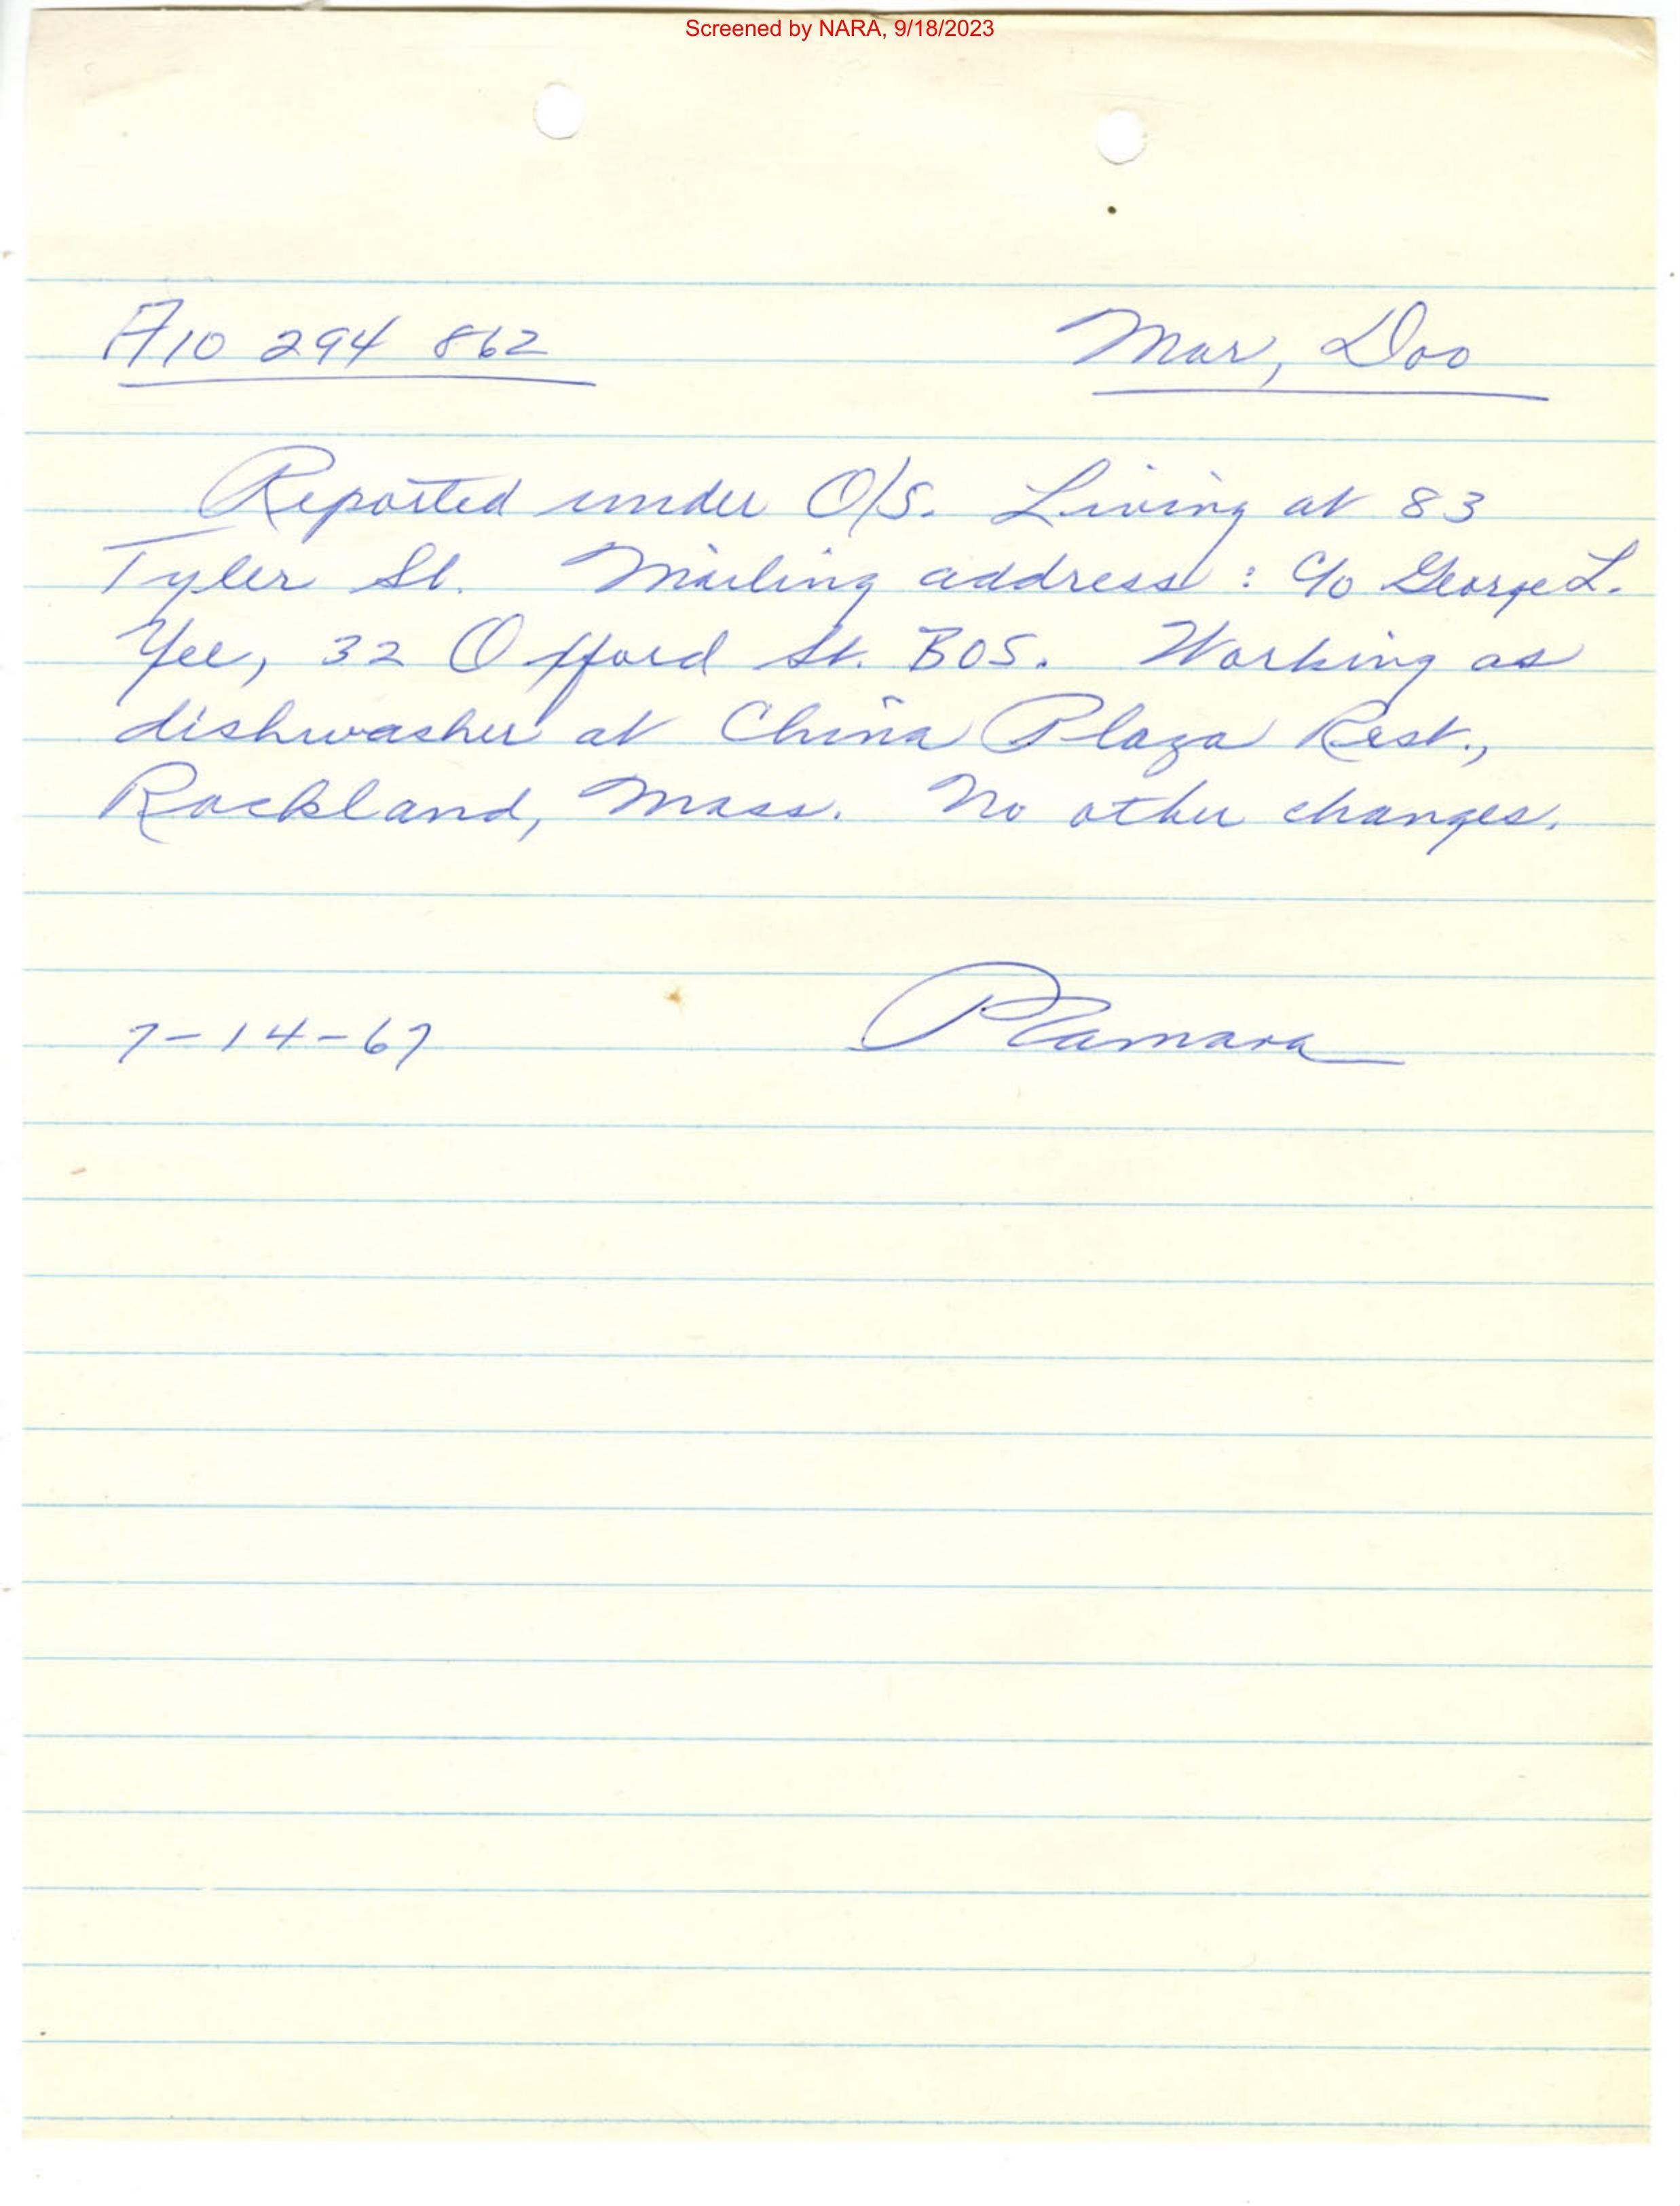 Screened by NARA, 9/18/2023
A10 294 862 Mar, Doo
Reported under O/S. Living at 83
Tyler St. Mailing address: c/o George L.
Yee, 32 Oxford St. BOS. Working as
dishwasher at China Plaza Rest.,
Rockland, Mass. No other changes.
7-14-67